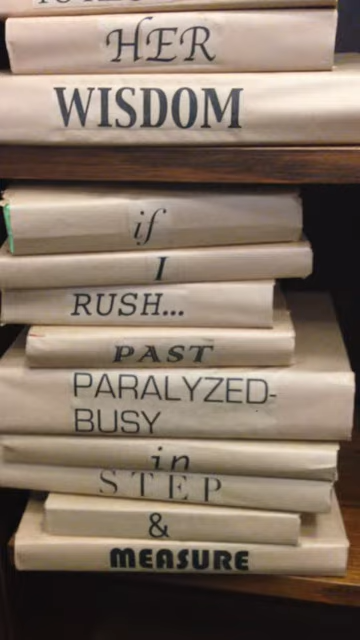 HER
WISDOM
if
I
RUSH...
PAST
PARALYZED-
BUSY
in
STEP
&
MEASURE